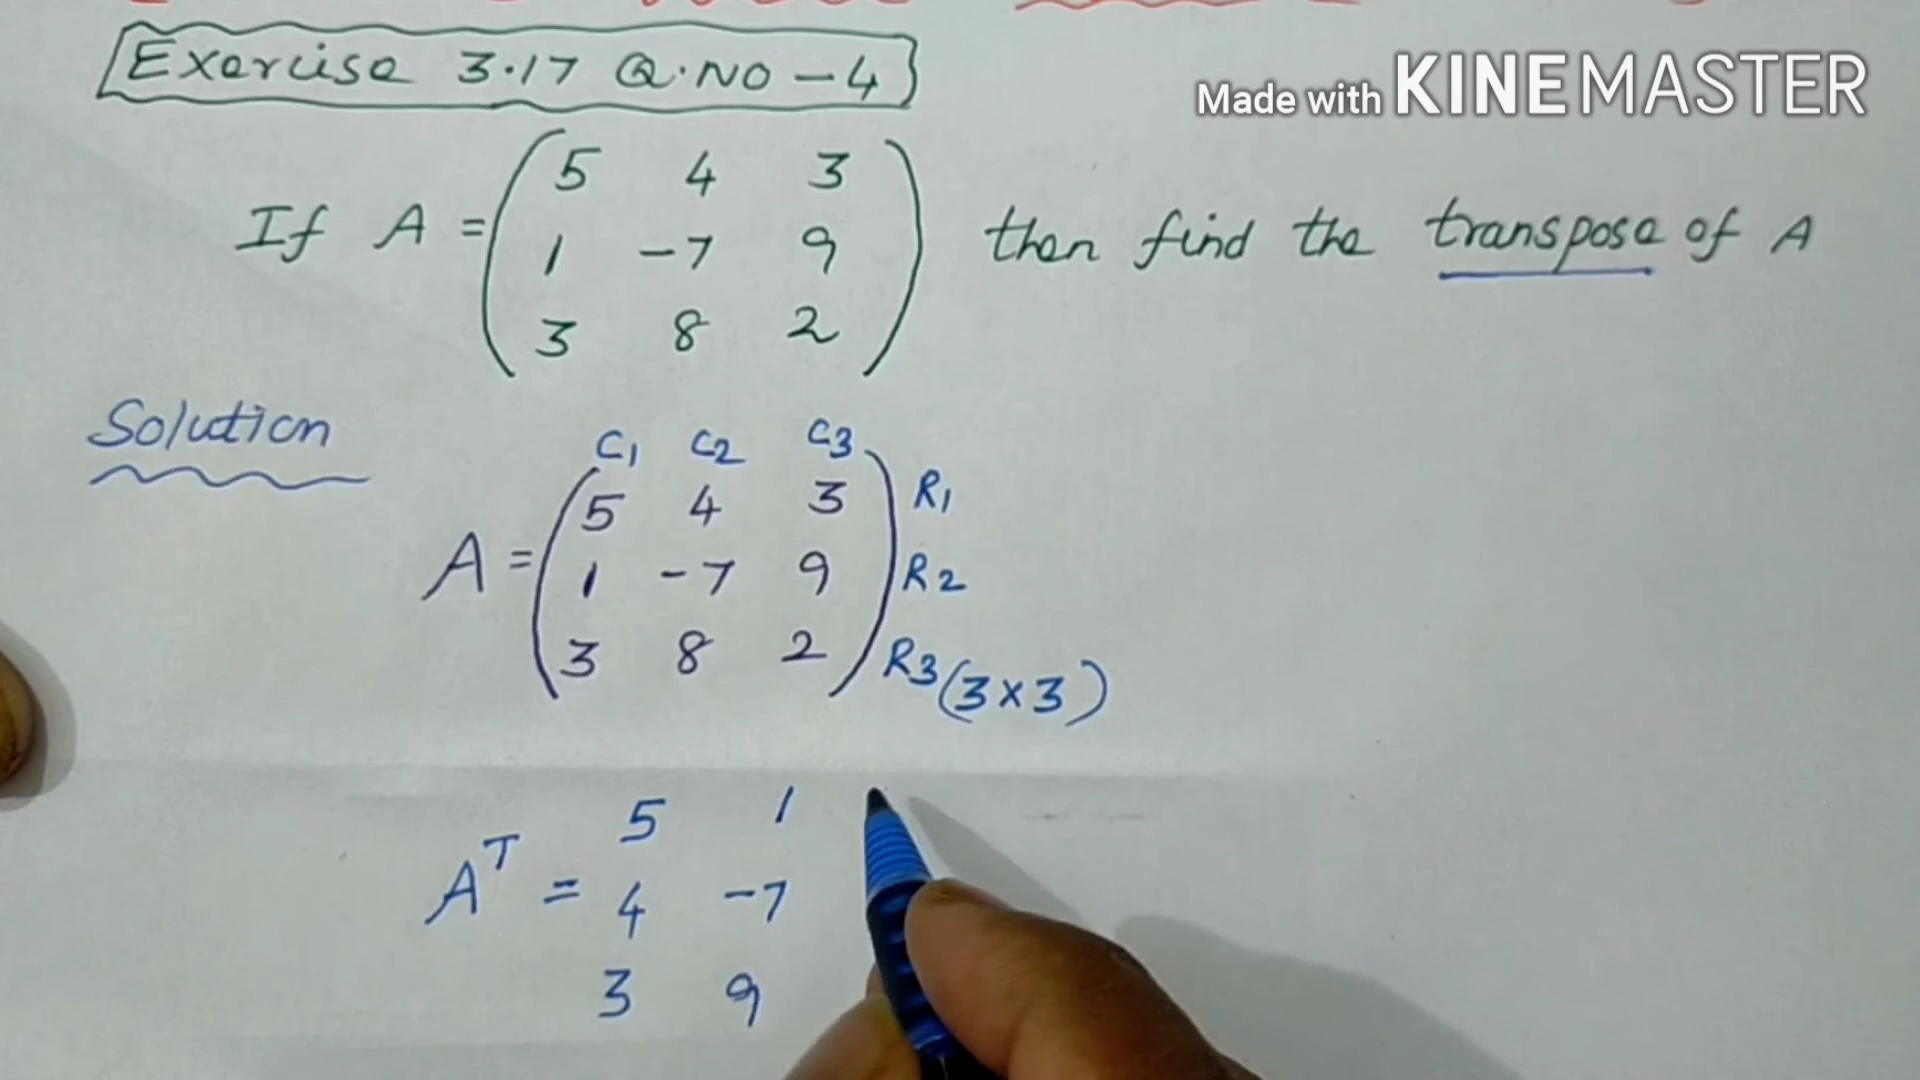 Exercise 3.17 Q.NO-4
Made with KINEMASTER
If A = (5 4 3
1 -7 9
3 8 2) then find the transpose of A
Solution
C1 C2 C3
A = (5 4 3) R1
1 -7 9 R2
3 8 2 R3 (3×3)
A^T = 5 1
4 -7
3 9